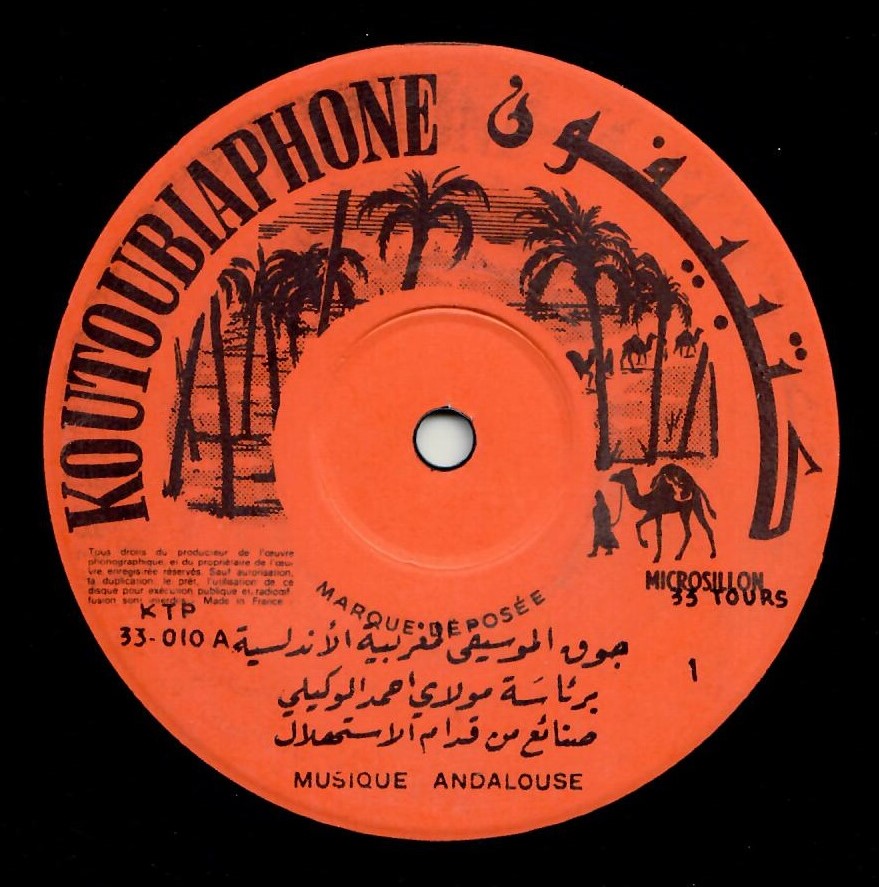 KOUTOUBIAPHONE
كتبيفون
Tous droits du producteur de l'œuvre
phonographique, et du propriétaire de l'œu-
vre enregistrée réservés. Sauf autorisation,
la duplication le prêt, l'utilisation de ce
disque pour exécution publique et radiodif-
fusion sont interdits. Made in France
MICROSILLON
33 TOURS
MARQUE DEPOSÉE
KTP
33-010 A
1
جوق الموسيقى المغربية الأندلسية
برئاسة مولاي احمد الوكيلي
صنائع من قدام الاستهلال
MUSIQUE ANDALOUSE